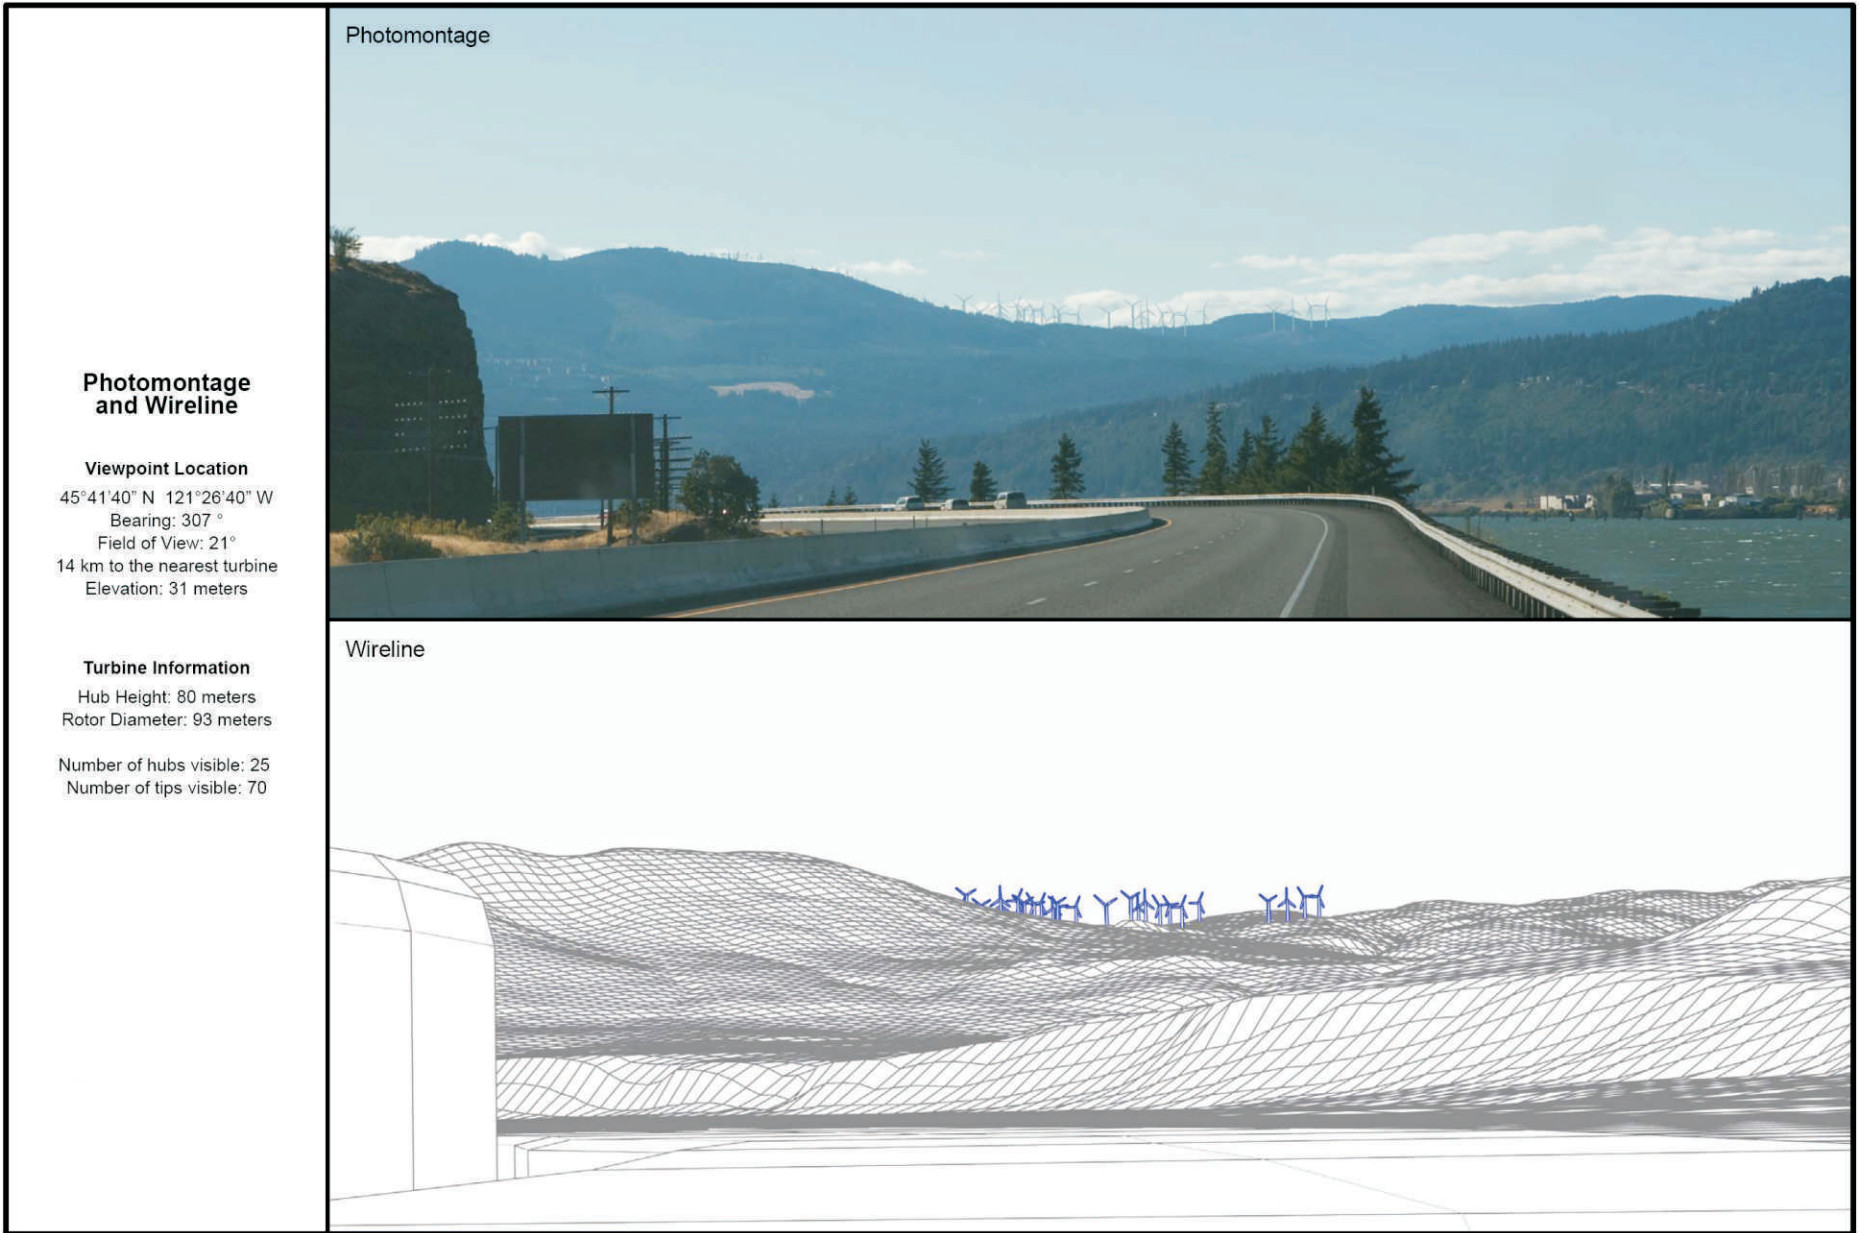 Photomontage
and Wireline
Viewpoint Location
45°41'40” N 121°26'40” W
Bearing: 307 °
Field of View: 21°
14 km to the nearest turbine
Elevation: 31 meters
Turbine Information
Hub Height: 80 meters
Rotor Diameter: 93 meters
Number of hubs visible: 25
Number of tips visible: 70
Photomontage
Wireline